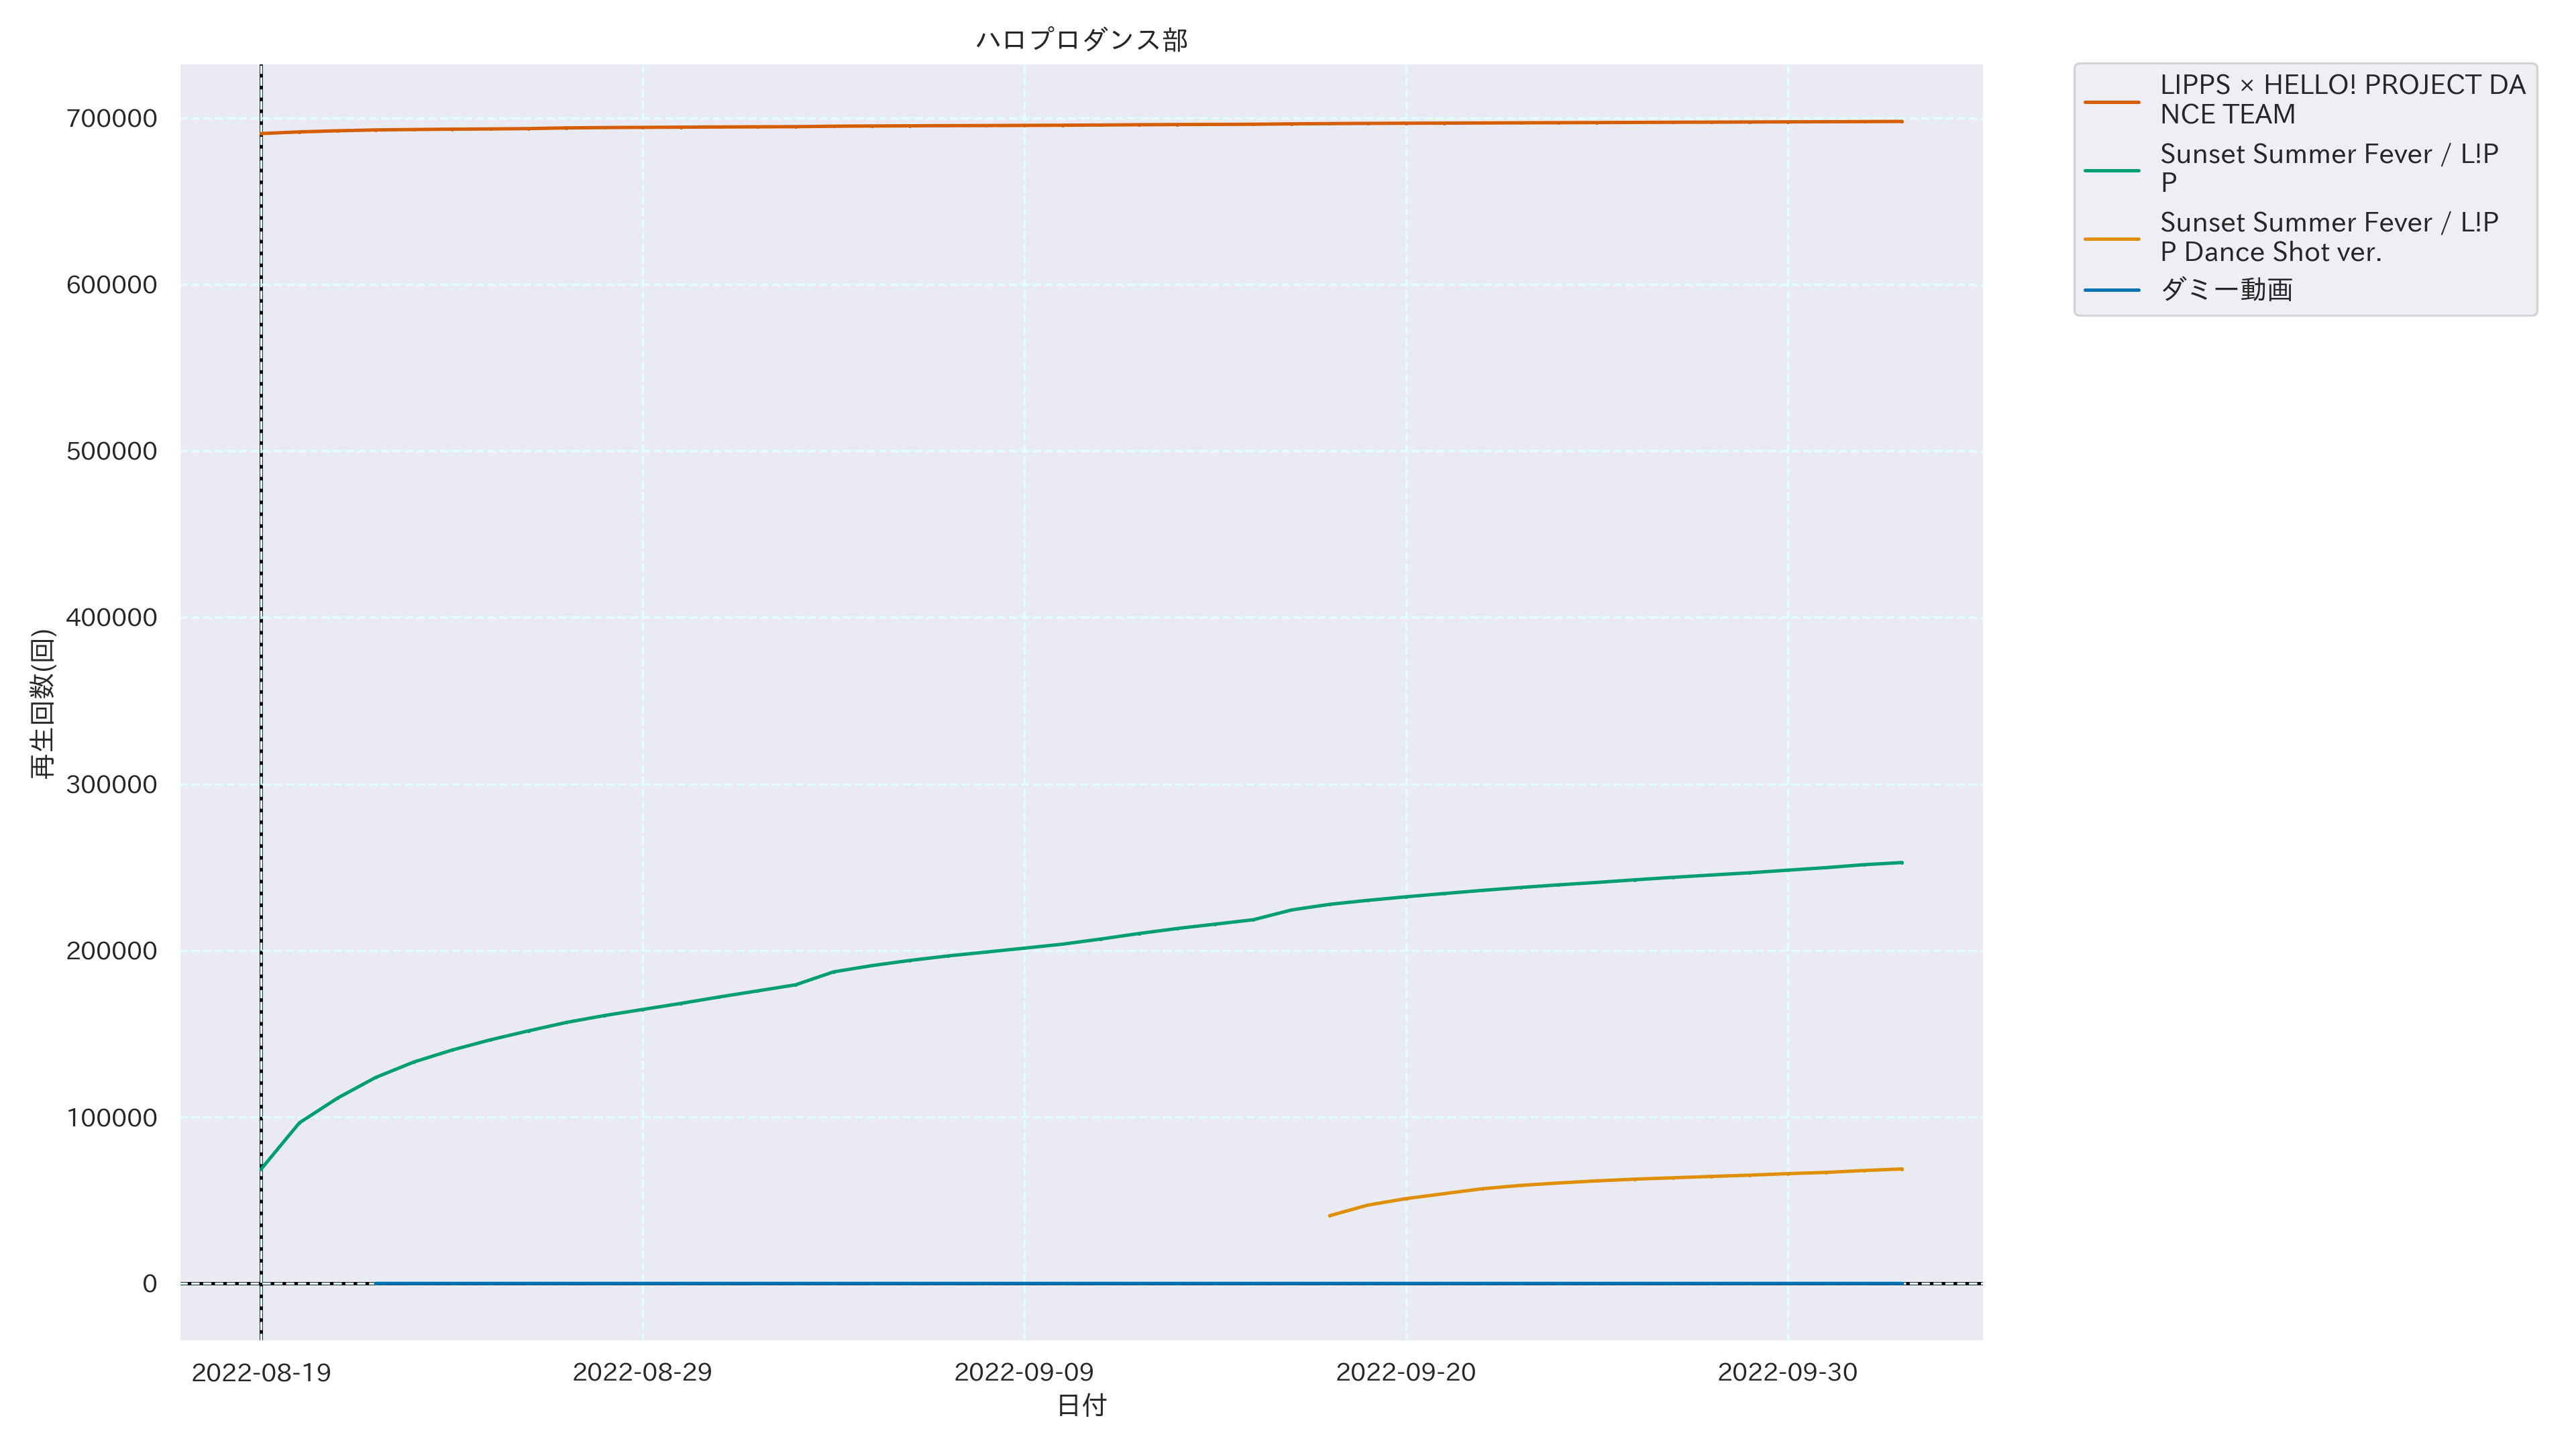 ハロプロダンス部
700000
600000
500000
400000
300000
200000
100000
0
再生回数(回)
2022-08-19
2022-08-29
2022-09-09
2022-09-20
2022-09-30
日付
LIPPS × HELLO! PROJECT DA
NCE TEAM
Sunset Summer Fever / L!P
P
Sunset Summer Fever / L!P
P Dance Shot ver.
ダミー動画